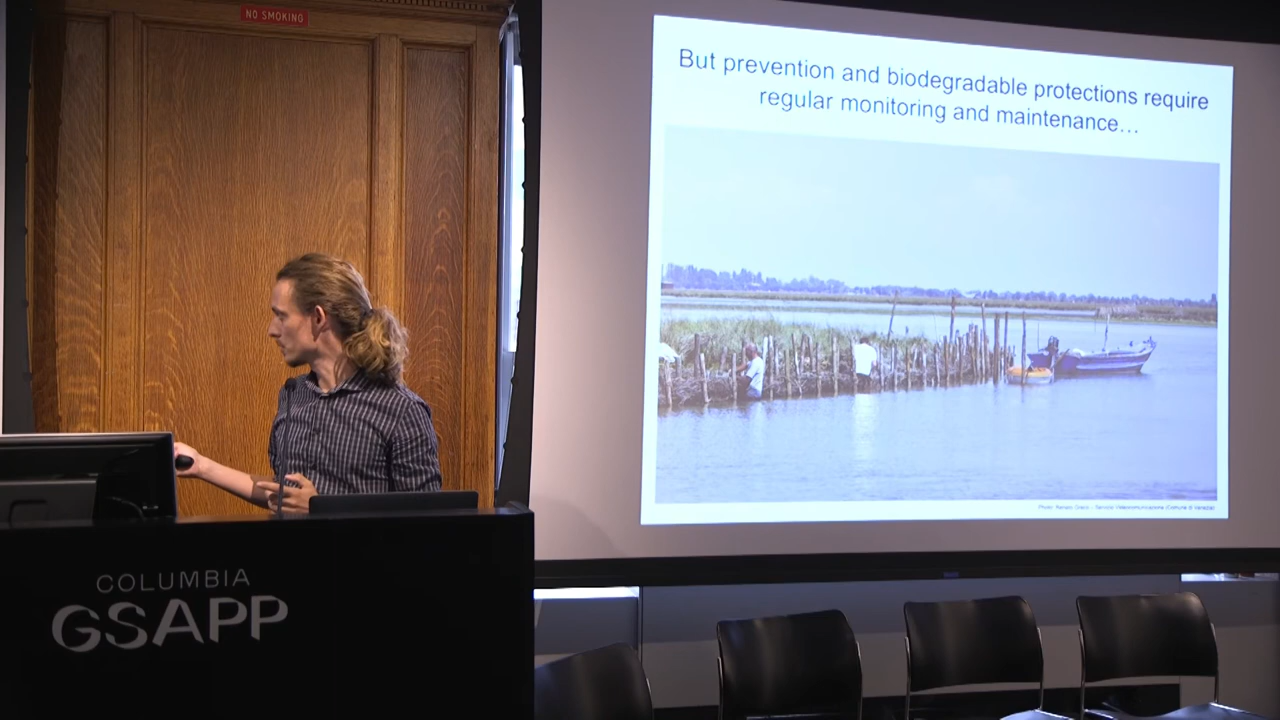 NO SMOKING
But prevention and biodegradable protections require
regular monitoring and maintenance…
COLUMBIA
GSAPP